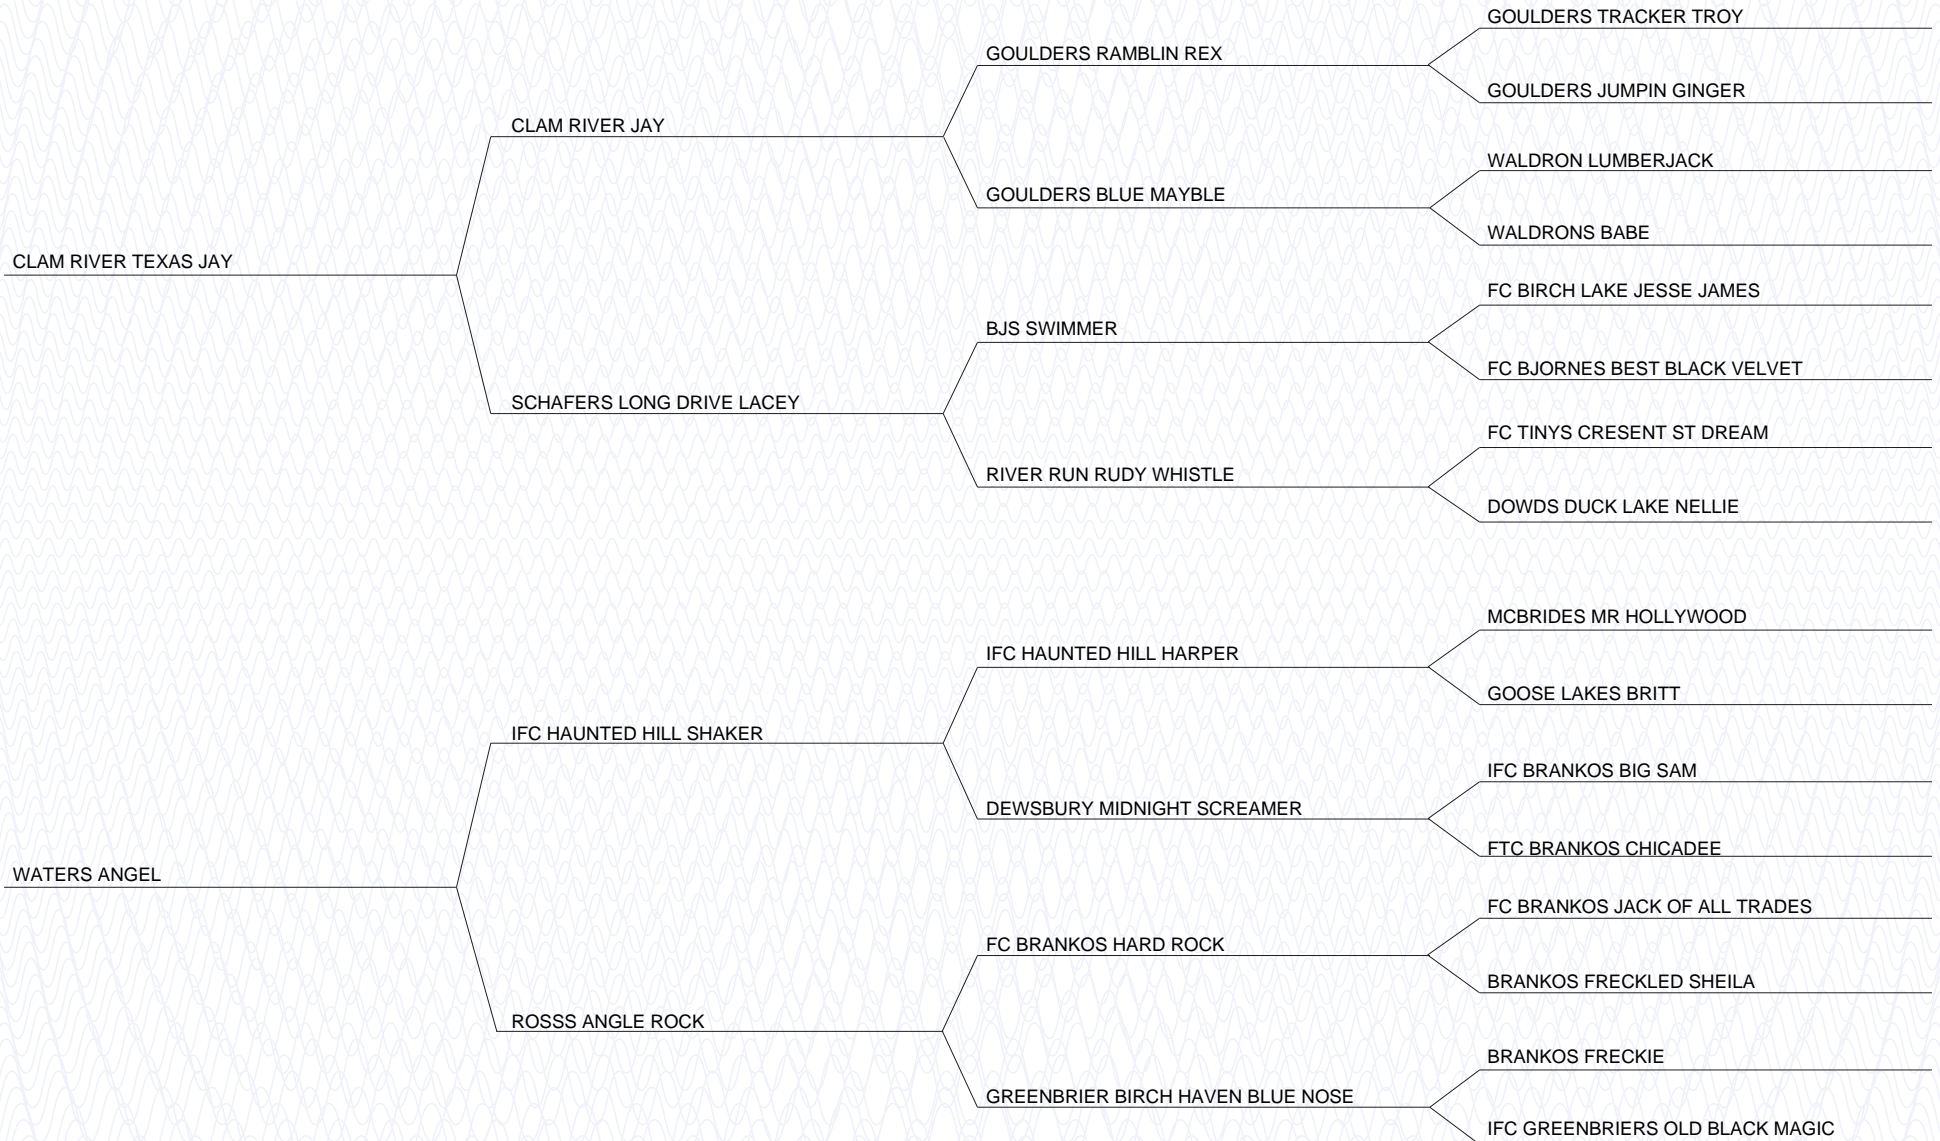 GOULDERS TRACKER TROY
GOULDERS RAMBLIN REX
GOULDERS JUMPIN GINGER
CLAM RIVER JAY
WALDRON LUMBERJACK
GOULDERS BLUE MAYBLE
WALDRONS BABE
CLAM RIVER TEXAS JAY
FC BIRCH LAKE JESSE JAMES
BJS SWIMMER
FC BJORNES BEST BLACK VELVET
SCHAFERS LONG DRIVE LACEY
FC TINYS CRESENT ST DREAM
RIVER RUN RUDY WHISTLE
DOWDS DUCK LAKE NELLIE
MCBRIDES MR HOLLYWOOD
IFC HAUNTED HILL HARPER
GOOSE LAKES BRITT
IFC HAUNTED HILL SHAKER
IFC BRANKOS BIG SAM
DEWSBURY MIDNIGHT SCREAMER
FTC BRANKOS CHICADEE
WATERS ANGEL
FC BRANKOS JACK OF ALL TRADES
FC BRANKOS HARD ROCK
BRANKOS FRECKLED SHEILA
ROSSS ANGLE ROCK
BRANKOS FRECKIE
GREENBRIER BIRCH HAVEN BLUE NOSE
IFC GREENBRIERS OLD BLACK MAGIC